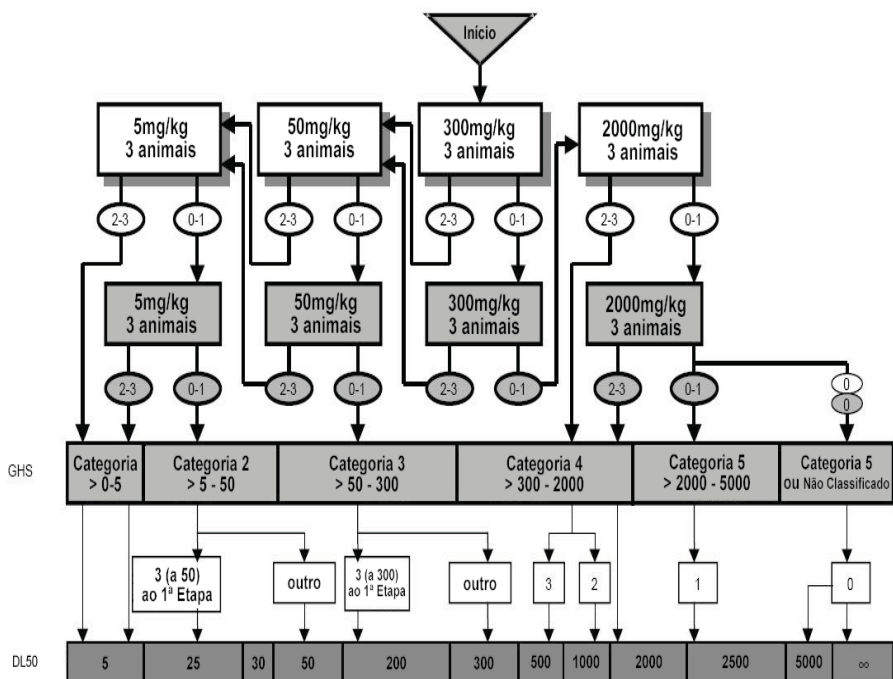 Início
5mg/kg
3 animais
50mg/kg
3 animais
300mg/kg
3 animais
2000mg/kg
3 animais
2-3
0-1
2-3
0-1
2-3
0-1
2-3
0-1
5mg/kg
3 animais
50mg/kg
3 animais
300mg/kg
3 animais
2000mg/kg
3 animais
2-3
0-1
2-3
0-1
2-3
0-1
2-3
0-1
0
0
GHS
Categoria
> 0-5
Categoria 2
> 5 - 50
Categoria 3
> 50 - 300
Categoria 4
> 300 - 2000
Categoria 5
> 2000 - 5000
Categoria 5
ou Não Classificado
3 (a 50)
ao 1ª Etapa
outro
3 (a 300)
ao 1ª Etapa
outro
3
2
1
0
DL50
5
25
30
50
200
300
500
1000
2000
2500
5000
∞